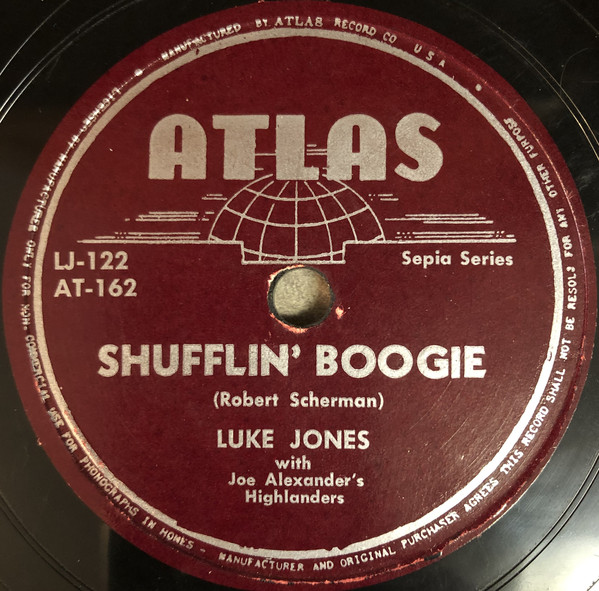 MANUFACTURED BY ATLAS RECORD CO. U.S.A.
ATLAS
LJ-122
AT-162
Sepia Series
SHUFFLIN' BOOGIE
(Robert Scherman)
LUKE JONES
with
Joe Alexander's
Highlanders
LICENSED BY MANUFACTURER ONLY FOR NON-COMMERCIAL USE FOR PHONOGRAPHS IN HOMES - MANUFACTURER AND ORIGINAL PURCHASER AGREES THIS RECORD SHALL NOT BE RESOLD FOR ANY OTHER PURPOSE